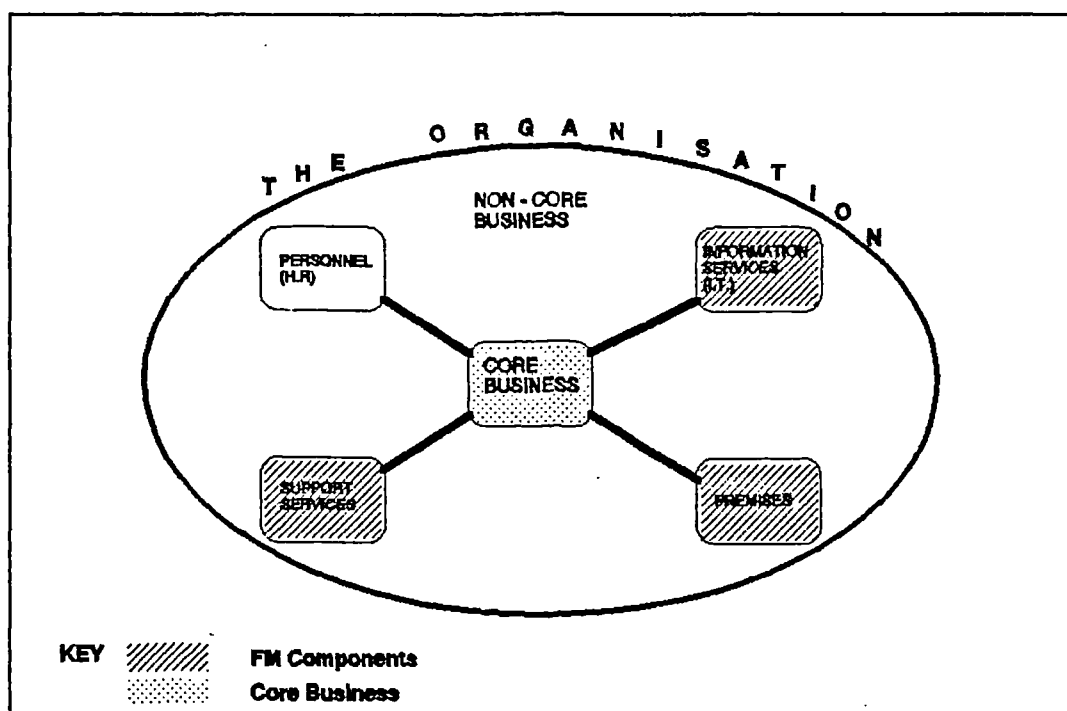 THE ORGANISATION
NON - CORE
BUSINESS
PERSONNEL
(H.R)
INFORMATION
SERVICES
(I.T.)
CORE
BUSINESS
SUPPORT
SERVICES
PREMISES
KEY
FM Components
Core Business